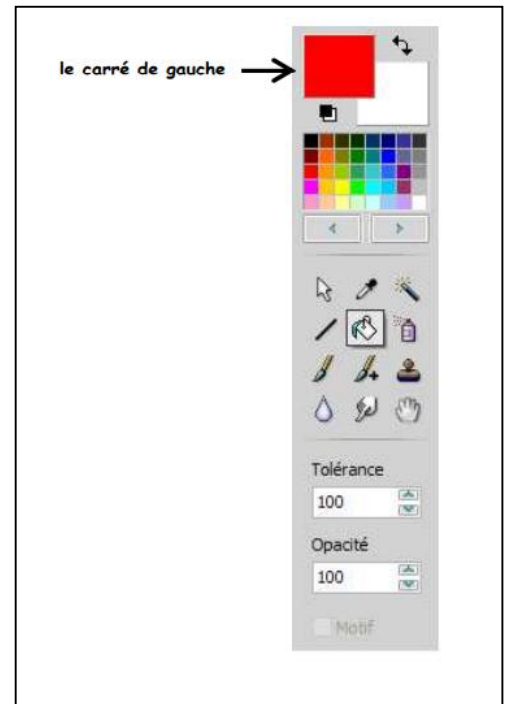 le carré de gauche
Tolérance
100
Opacité
100
Motif